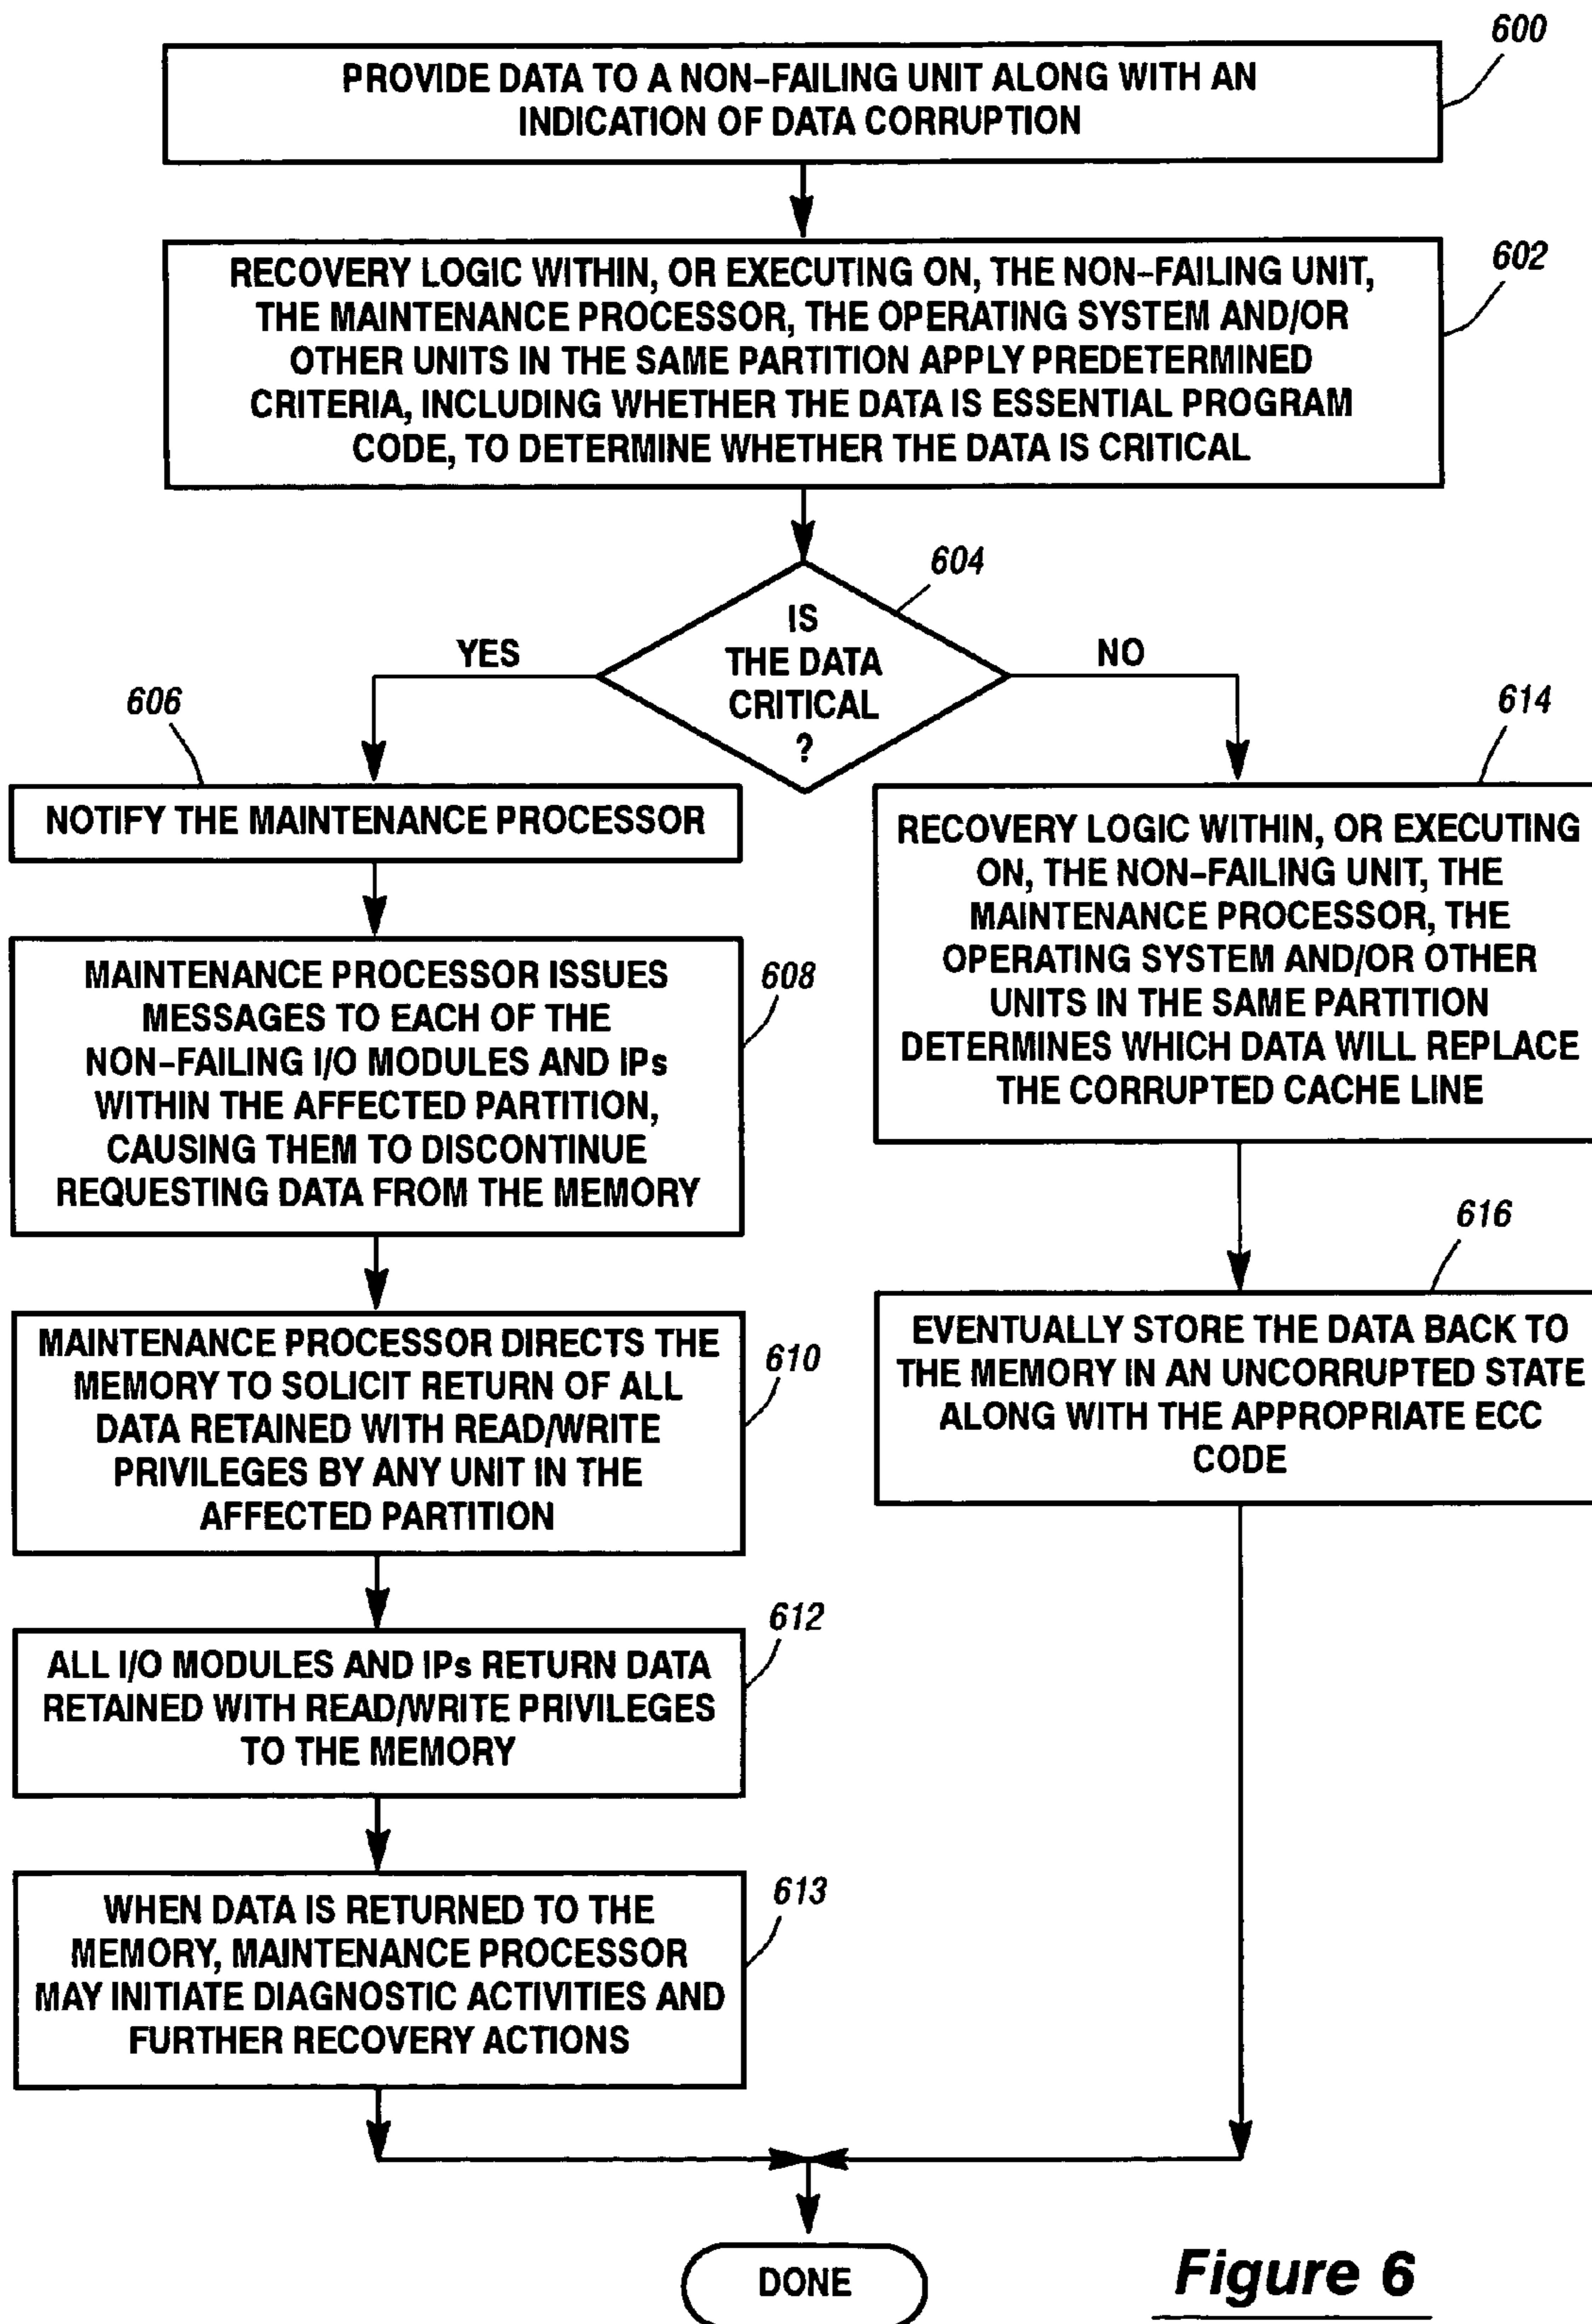 600
PROVIDE DATA TO A NON-FAILING UNIT ALONG WITH AN
INDICATION OF DATA CORRUPTION
602
RECOVERY LOGIC WITHIN, OR EXECUTING ON, THE NON-FAILING UNIT,
THE MAINTENANCE PROCESSOR, THE OPERATING SYSTEM AND/OR
OTHER UNITS IN THE SAME PARTITION APPLY PREDETERMINED
CRITERIA, INCLUDING WHETHER THE DATA IS ESSENTIAL PROGRAM
CODE, TO DETERMINE WHETHER THE DATA IS CRITICAL
604
IS
THE DATA
CRITICAL
?
YES
NO
606
NOTIFY THE MAINTENANCE PROCESSOR
608
MAINTENANCE PROCESSOR ISSUES
MESSAGES TO EACH OF THE
NON-FAILING I/O MODULES AND IPs
WITHIN THE AFFECTED PARTITION,
CAUSING THEM TO DISCONTINUE
REQUESTING DATA FROM THE MEMORY
610
MAINTENANCE PROCESSOR DIRECTS THE
MEMORY TO SOLICIT RETURN OF ALL
DATA RETAINED WITH READ/WRITE
PRIVILEGES BY ANY UNIT IN THE
AFFECTED PARTITION
612
ALL I/O MODULES AND IPs RETURN DATA
RETAINED WITH READ/WRITE PRIVILEGES
TO THE MEMORY
613
WHEN DATA IS RETURNED TO THE
MEMORY, MAINTENANCE PROCESSOR
MAY INITIATE DIAGNOSTIC ACTIVITIES AND
FURTHER RECOVERY ACTIONS
614
RECOVERY LOGIC WITHIN, OR EXECUTING
ON, THE NON-FAILING UNIT, THE
MAINTENANCE PROCESSOR, THE
OPERATING SYSTEM AND/OR OTHER
UNITS IN THE SAME PARTITION
DETERMINES WHICH DATA WILL REPLACE
THE CORRUPTED CACHE LINE
616
EVENTUALLY STORE THE DATA BACK TO
THE MEMORY IN AN UNCORRUPTED STATE
ALONG WITH THE APPROPRIATE ECC
CODE
DONE
Figure 6